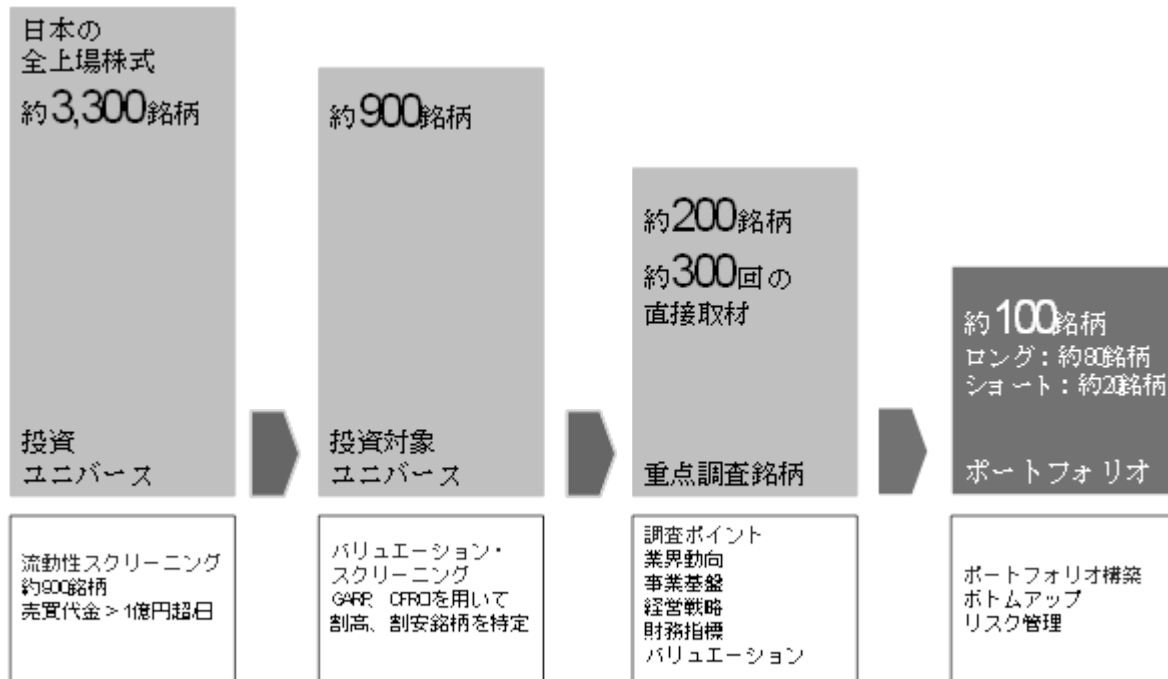 日本の
全上場株式
約3,300銘柄
投資
ユニバース
流動性スクリーニング
約900銘柄
売買代金>1億円超/日
約900銘柄
投資対象
ユニバース
バリュエーション・
スクリーニング
GARP、CFROIを用いて
割高、割安銘柄を特定
約200銘柄
約300回の
直接取材
重点調査銘柄
調査ポイント
業界動向
事業基盤
経営戦略
財務指標
バリュエーション
約100銘柄
ロング：約80銘柄
ショート：約20銘柄
ポートフォリオ
ポートフォリオ構築
ボトムアップ
リスク管理